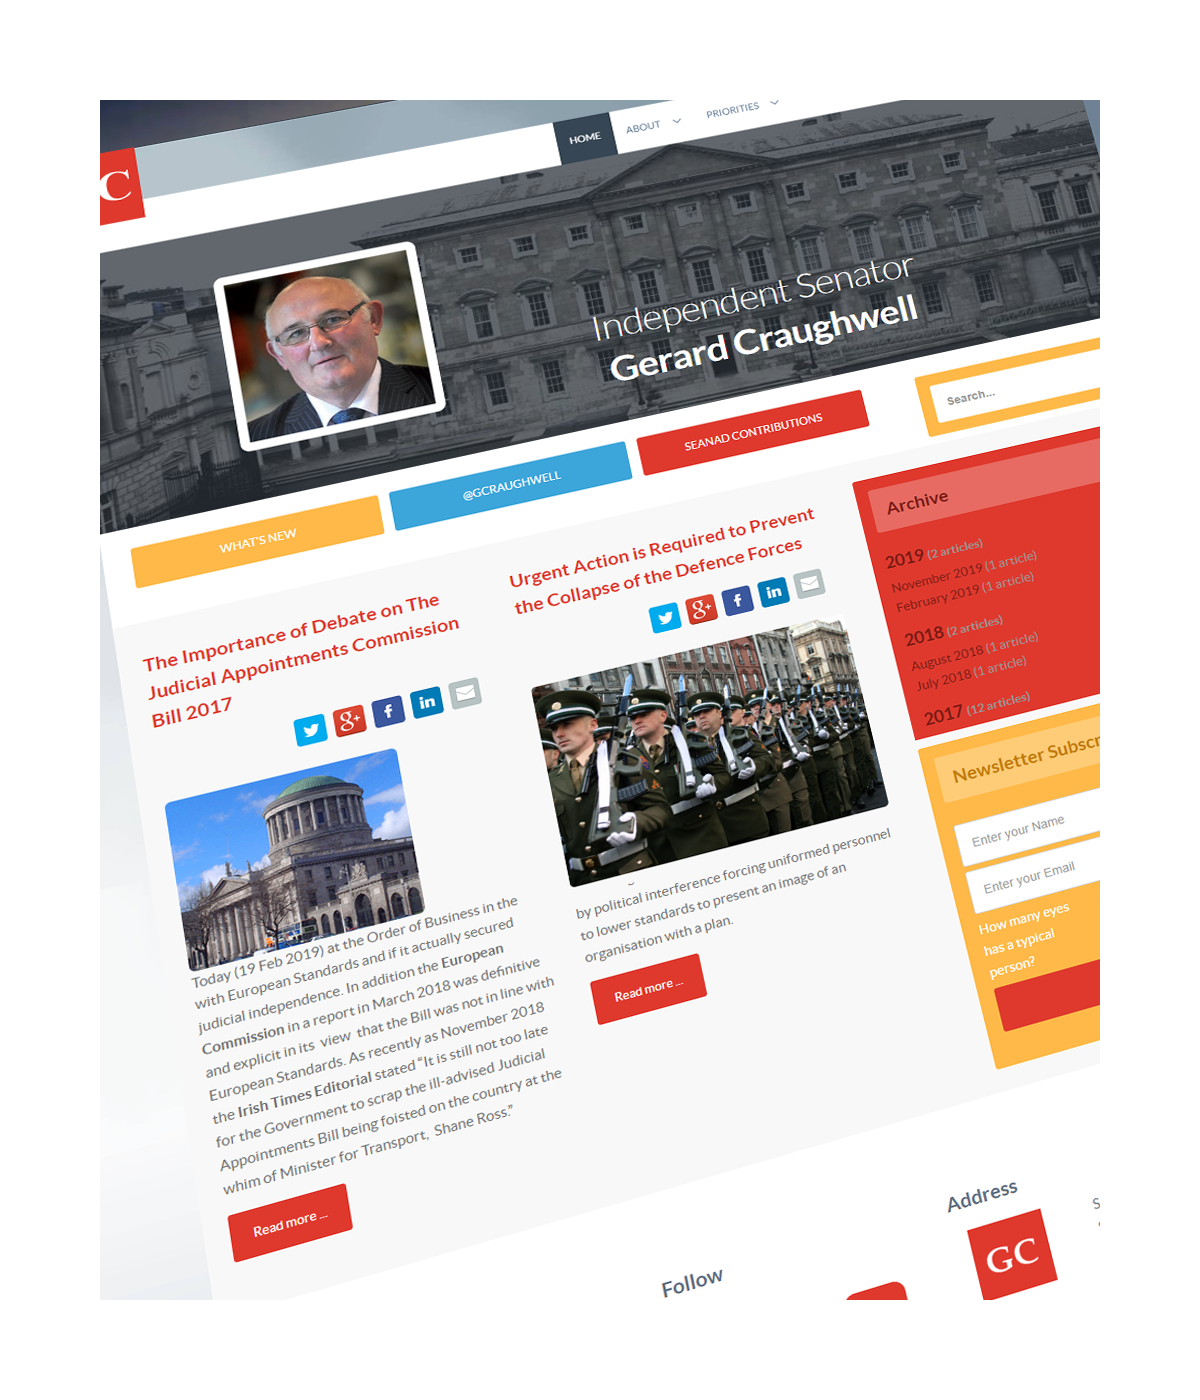 C
HOME
ABOUT
PRIORITIES
Independent Senator
Gerard Craughwell
WHAT'S NEW
@GCRAUGHWELL
SEANAD CONTRIBUTIONS
Search...
The Importance of Debate on The
Judicial Appointments Commission
Bill 2017
Today (19 Feb 2019) at the Order of Business in the
with European Standards and if it actually secured
judicial independence. In addition the European
Commission in a report in March 2018 was definitive
and explicit in its view that the Bill was not in line with
European Standards. As recently as November 2018
the Irish Times Editorial stated “It is still not too late
for the Government to scrap the ill-advised Judicial
Appointments Bill being foisted on the country at the
whim of Minister for Transport, Shane Ross.”
Read more ...
Urgent Action is Required to Prevent
the Collapse of the Defence Forces
by political interference forcing uniformed personnel
to lower standards to present an image of an
organisation with a plan.
Read more ...
Archive
2019 (2 articles)
November 2019 (1 article)
February 2019 (1 article)
2018 (2 articles)
August 2018 (1 article)
July 2018 (1 article)
2017 (12 articles)
Newsletter Subscr
Enter your Name
Enter your Email
How many eyes
has a typical
person?
Follow
Address
GC